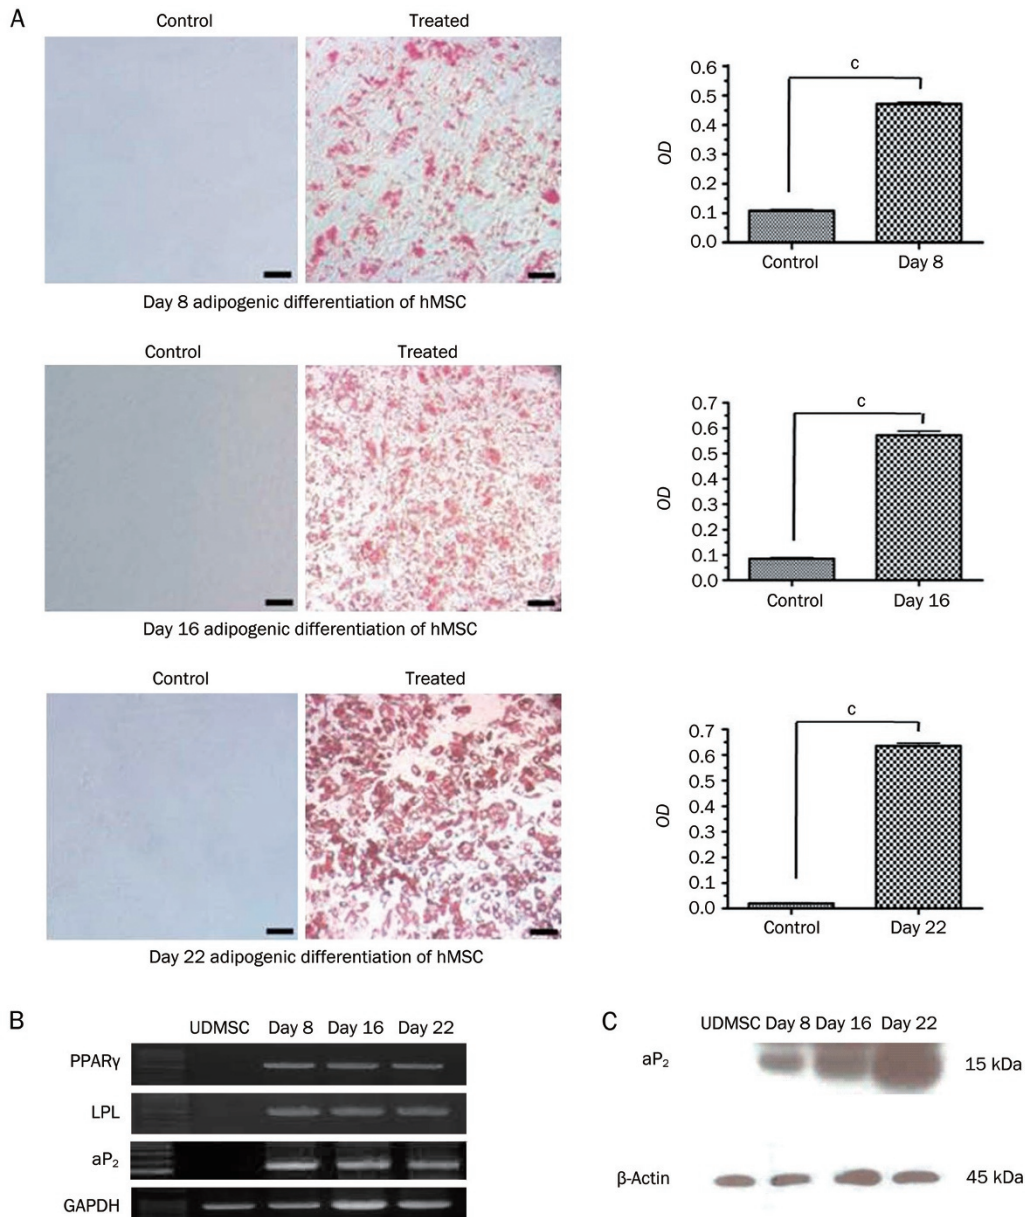 A
Control Treated
c
OD
0.6
0.5
0.4
0.3
0.2
0.1
0.0
Control Day 8
Day 8 adipogenic differentiation of hMSC
Control Treated
c
OD
0.7
0.6
0.5
0.4
0.3
0.2
0.1
0.0
Control Day 16
Day 16 adipogenic differentiation of hMSC
Control Treated
c
OD
0.7
0.6
0.5
0.4
0.3
0.2
0.1
0.0
Control Day 22
Day 22 adipogenic differentiation of hMSC
B
UDMSC Day 8 Day 16 Day 22
PPARγ
LPL
aP₂
GAPDH
C
UDMSC Day 8 Day 16 Day 22
aP₂ 15 kDa
β-Actin 45 kDa